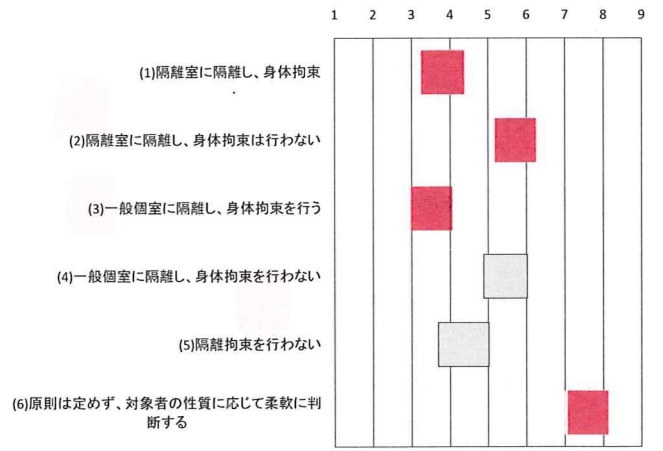 1 2 3 4 5 6 7 8 9
(1)隔離室に隔離し、身体拘束
(2)隔離室に隔離し、身体拘束は行わない
(3)一般個室に隔離し、身体拘束を行う
(4)一般個室に隔離し、身体拘束を行わない
(5)隔離拘束を行わない
(6)原則は定めず、対象者の性質に応じて柔軟に判
断する